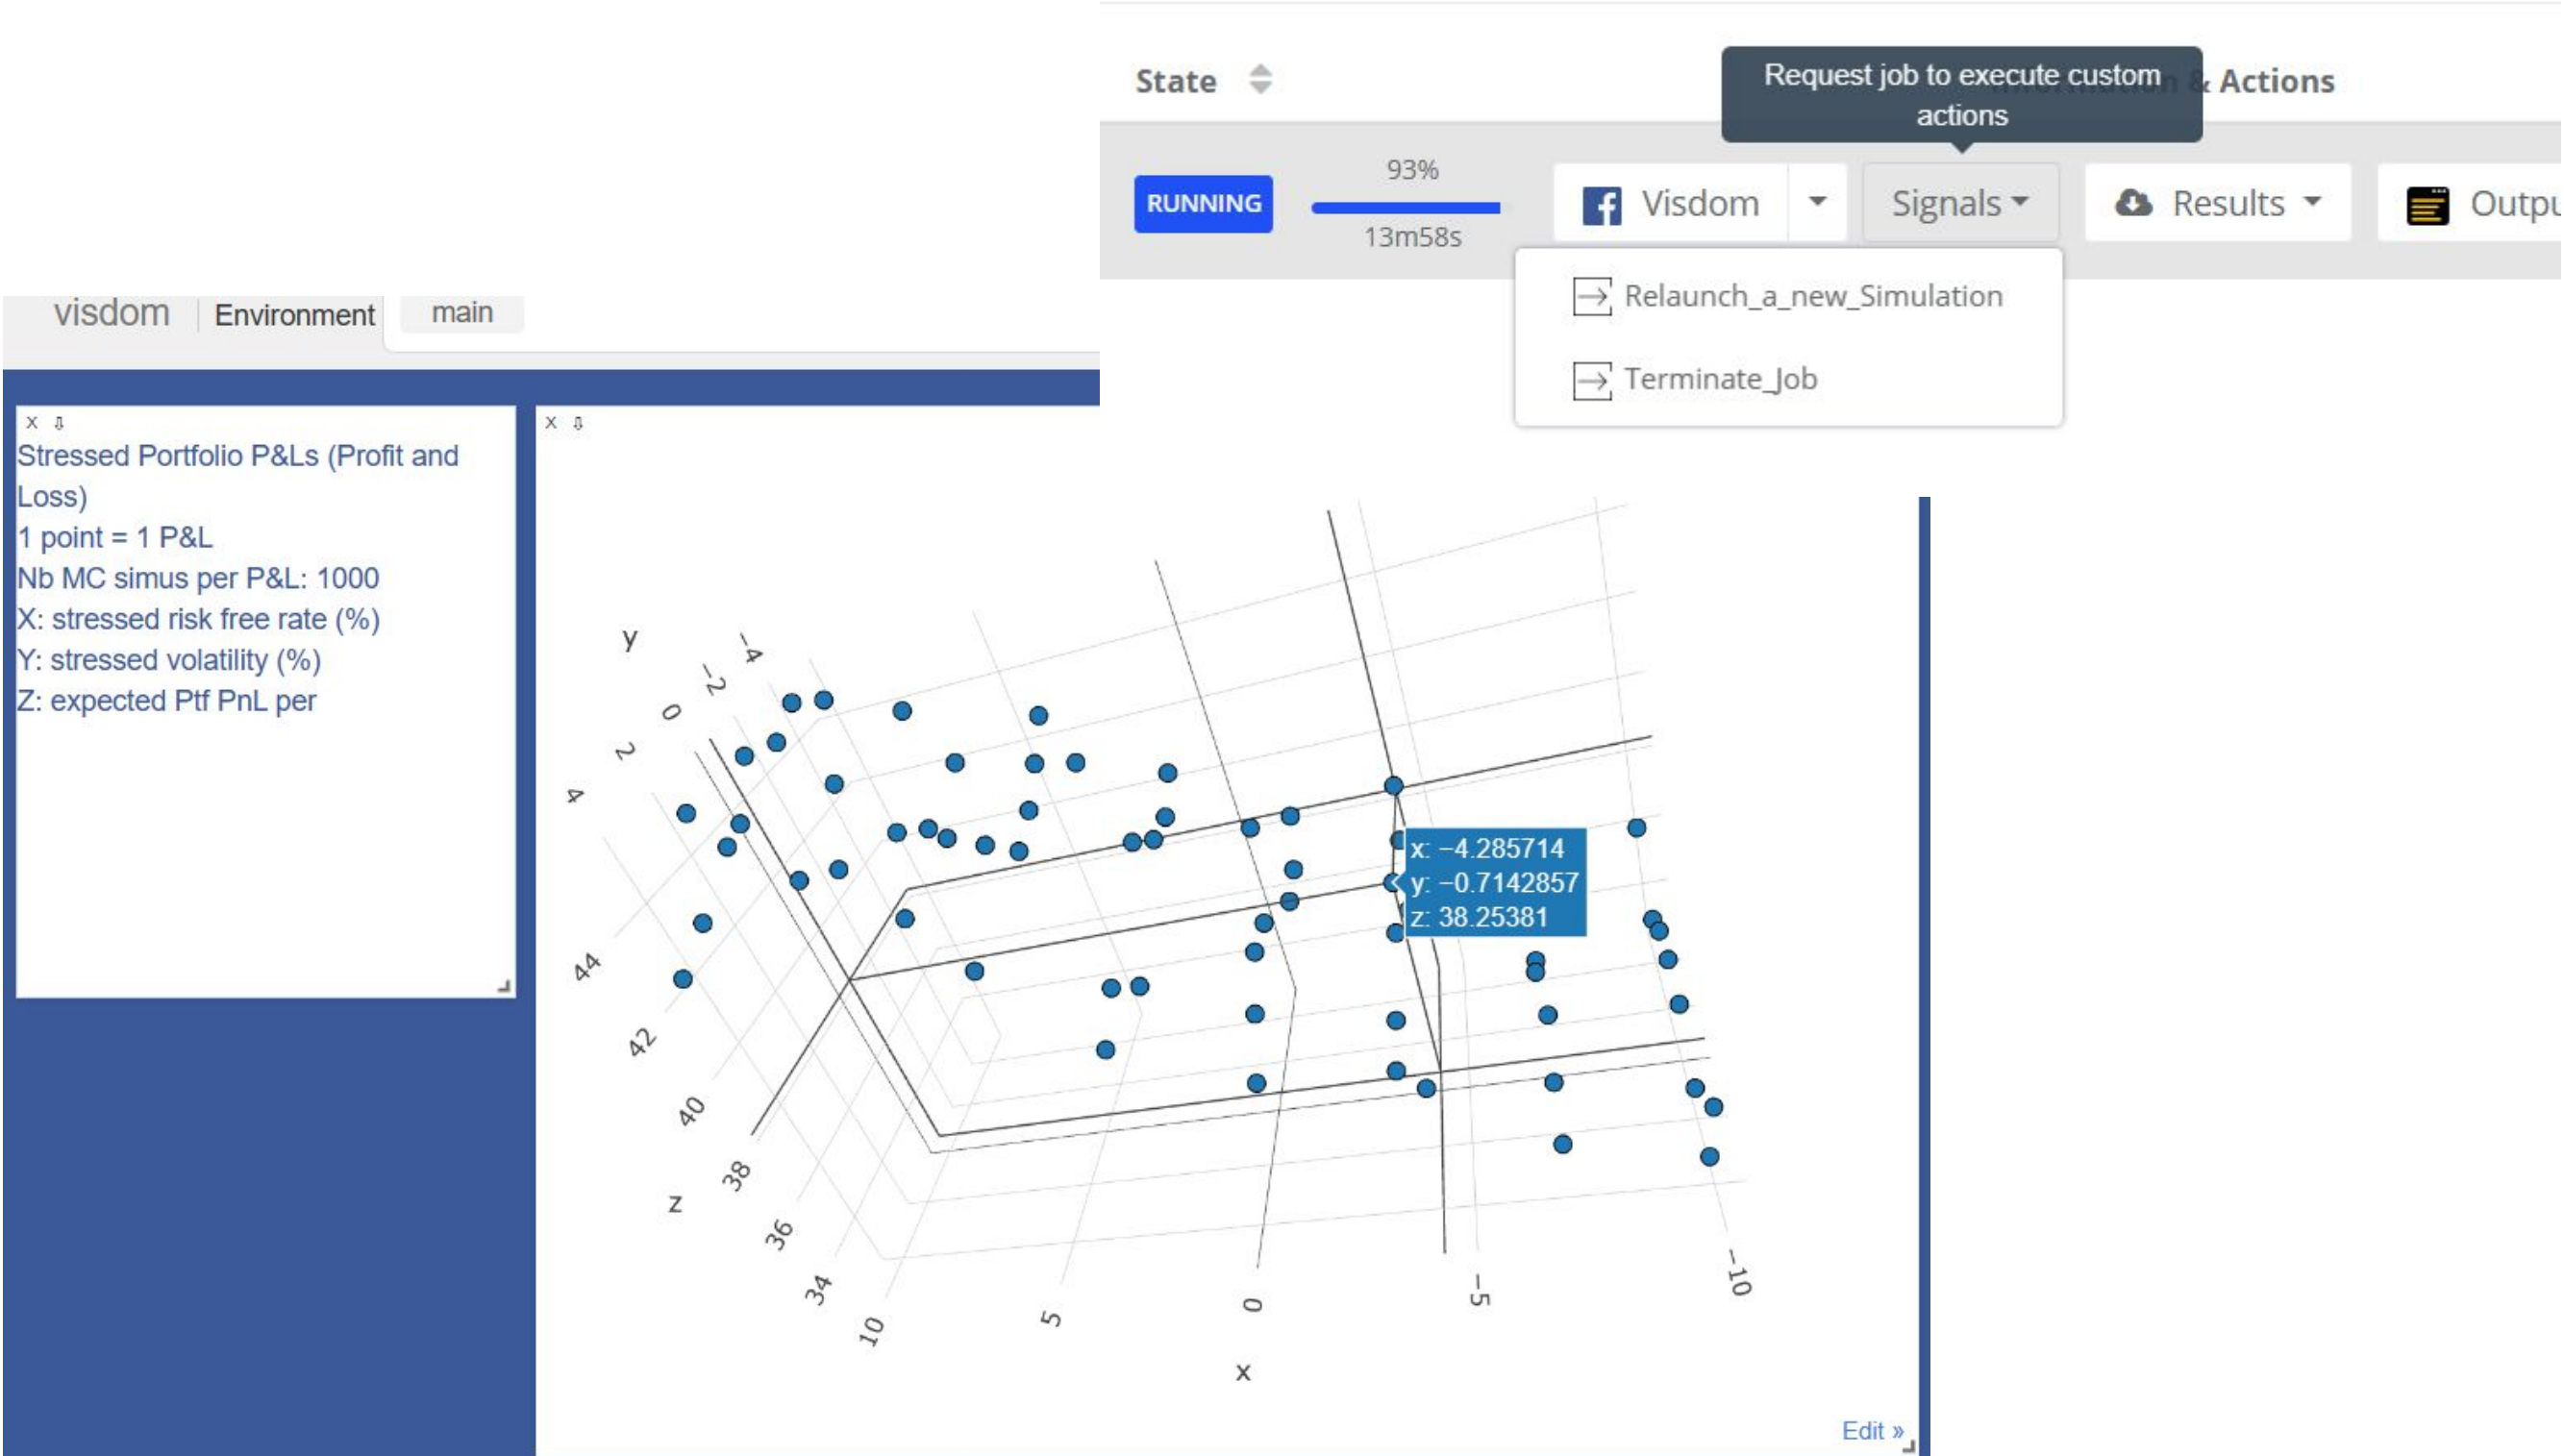 State
Request job to execute custom
actions
& Actions
RUNNING
93%
13m58s
Visdom
Signals
Results
Relaunch_a_new_Simulation
Terminate_Job
visdom
Environment
main
X
Stressed Portfolio P&Ls (Profit and
Loss)
1 point = 1 P&L
Nb MC simus per P&L: 1000
X: stressed risk free rate (%)
Y: stressed volatility (%)
Z: expected Ptf PnL per
X
y
−4
−2
0
2
4
x: −4.285714
y: −0.7142857
z: 38.25381
44
42
40
38
36
34
z
10
5
0
−5
−10
x
Edit »